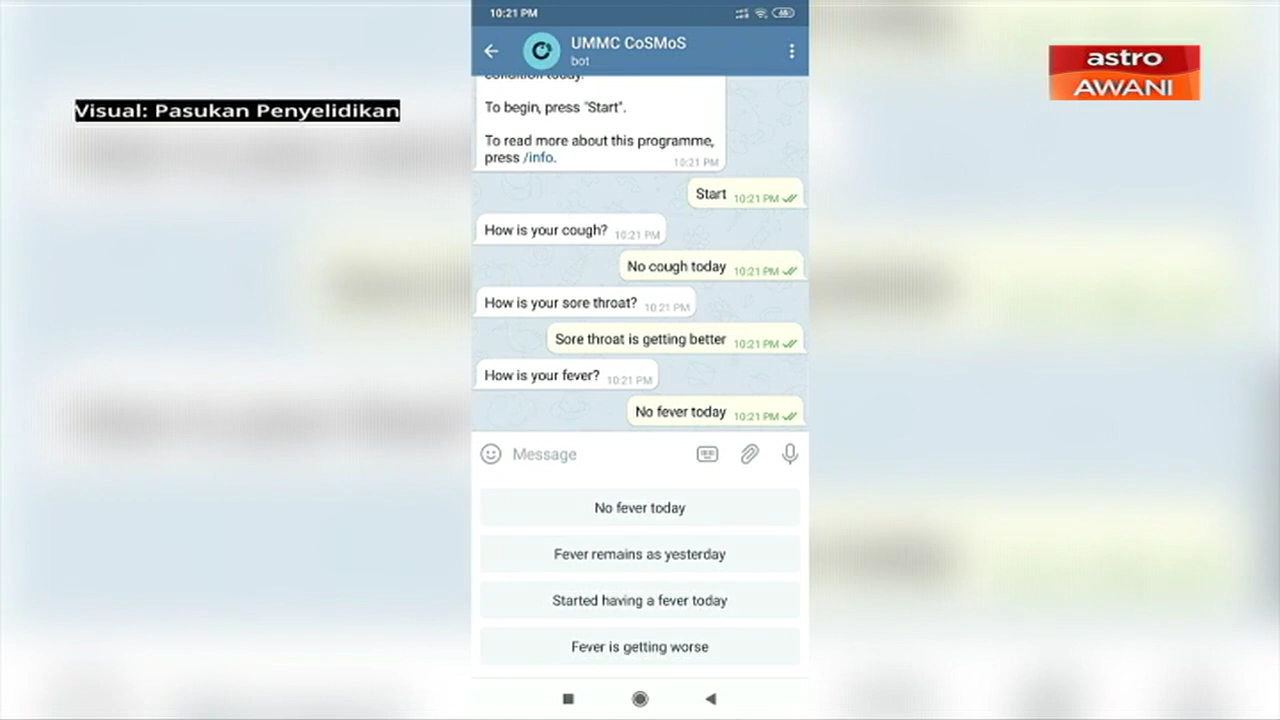 10:21 PM
UMMC CoSMoS
bot
astro
AWANI
Visual: Pasukan Penyelidikan
condition today.
To begin, press "Start".
To read more about this programme,
press /info.
10:21 PM
Start 10:21 PM
How is your cough? 10:21 PM
No cough today 10:21 PM
How is your sore throat? 10:21 PM
Sore throat is getting better 10:21 PM
How is your fever? 10:21 PM
No fever today 10:21 PM
Message
No fever today
Fever remains as yesterday
Started having a fever today
Fever is getting worse